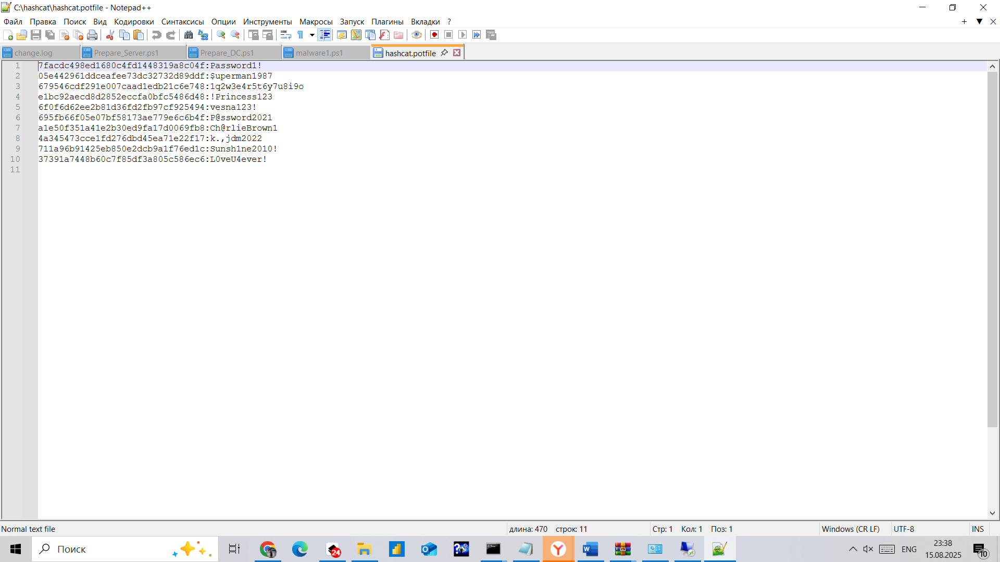 C:\hashcat\hashcat.potfile - Notepad++
Файл Правка Поиск Вид Кодировки Синтаксисы Опции Инструменты Макросы Запуск Плагины Вкладки ?
change.log Prepare_Server.ps1 Prepare_DC.ps1 malware1.ps1 hashcat.potfile
1 7facdc498ed1680c4fd1448319a8c04f:Password1!
2 05e442961ddceafee73dc32732d89ddf:$uperman1987
3 679546cdf291e007caad1edb21c6e748:1q2w3e4r5t6y7u8i9o
4 e1bc92aecd8d2852eccfa0bfc5486d48:!Princess123
5 6f0f6d62ee2b81d36fd2fb97cf925494:vesna123!
6 695fb66f05e07bf58173ae779e6c6b4f:P@ssword2021
7 a1e50f351a41e2b30ed9fa17d0069fb8:Ch@rlieBrown1
8 4a345473cce1fd276dbd45ea71e22f17:k.,jdm2022
9 711a96b91425eb850e2dcb9a1f76ed1c:Sunsh1ne2010!
10 37391a7448b60c7f85df3a805c586ec6:L0veU4ever!
11
Normal text file длина: 470 строк: 11 Стр: 1 Кол: 1 Поз: 1 Windows (CR LF) UTF-8 INS
Поиск 24 ENG 23:38
15.08.2025 10